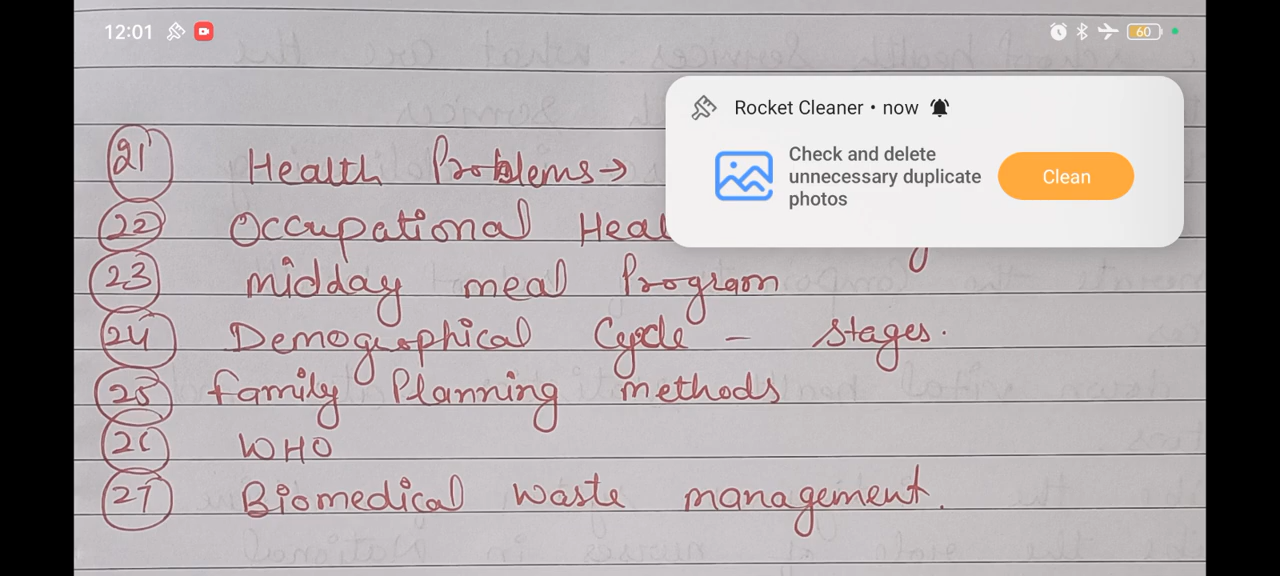 12:01
60
Rocket Cleaner • now
Check and delete
unnecessary duplicate
photos
Clean
21 Health Problems →
22 Occupational Heal
23 midday meal Program
24 Demographical Cycle - stages.
25 family Planning methods
26 WHO
27 Biomedical waste management.